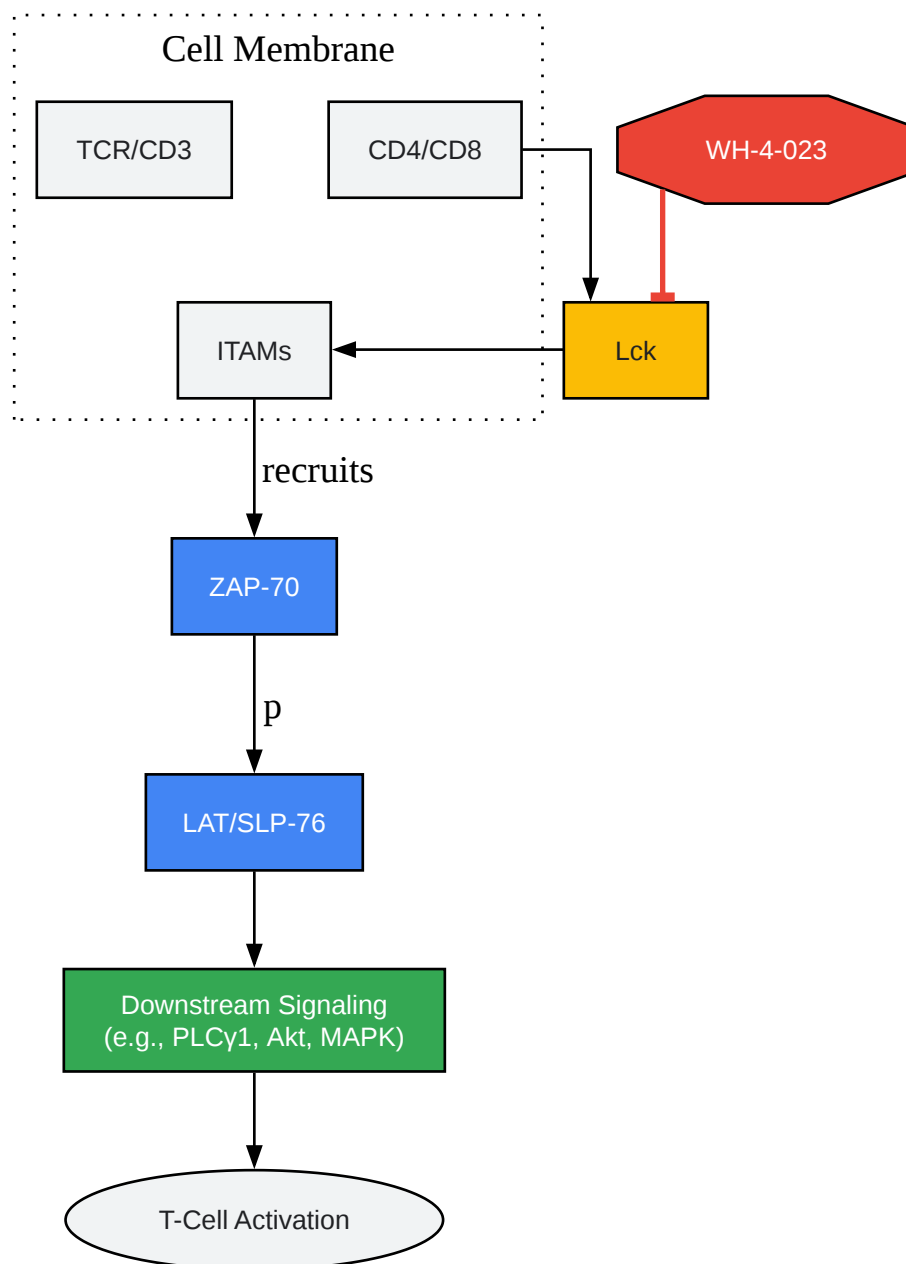 Cell Membrane
TCR/CD3
CD4/CD8
WH-4-023
ITAMs
Lck
recruits
ZAP-70
p
LAT/SLP-76
Downstream Signaling
(e.g., PLCγ1, Akt, MAPK)
T-Cell Activation